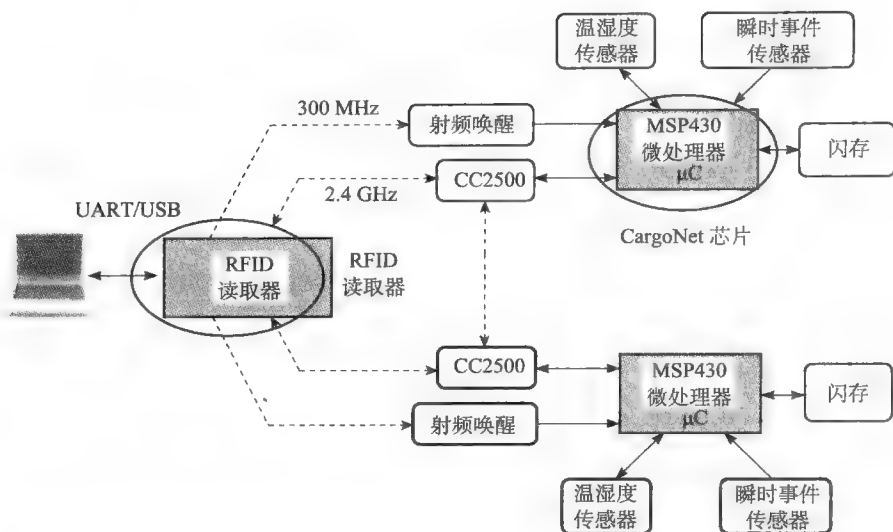 温湿度
传感器
瞬时事件
传感器
300 MHz
射频唤醒
MSP430
微处理器
μC
闪存
CC2500
2.4 GHz
UART/USB
CargoNet 芯片
RFID
读取器
RFID
读取器
CC2500
MSP430
微处理器
μC
闪存
射频唤醒
温湿度
传感器
瞬时事件
传感器